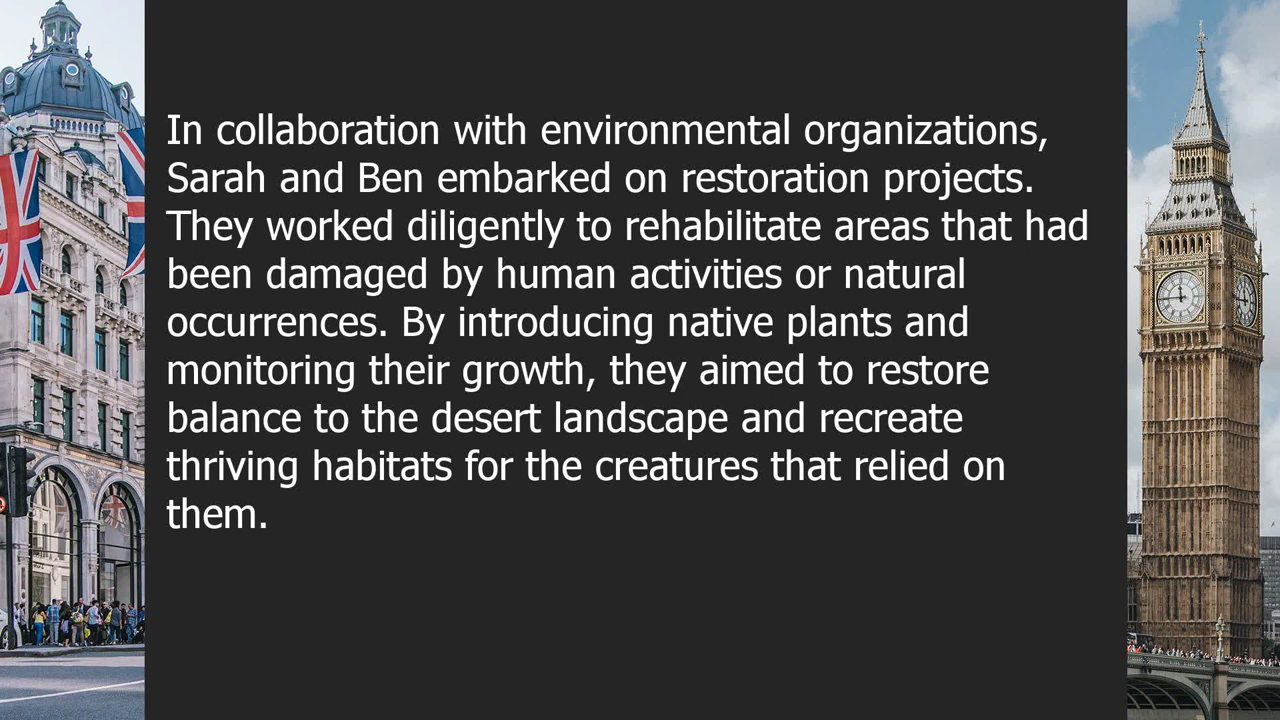 In collaboration with environmental organizations,
Sarah and Ben embarked on restoration projects.
They worked diligently to rehabilitate areas that had
been damaged by human activities or natural
occurrences. By introducing native plants and
monitoring their growth, they aimed to restore
balance to the desert landscape and recreate
thriving habitats for the creatures that relied on
them.